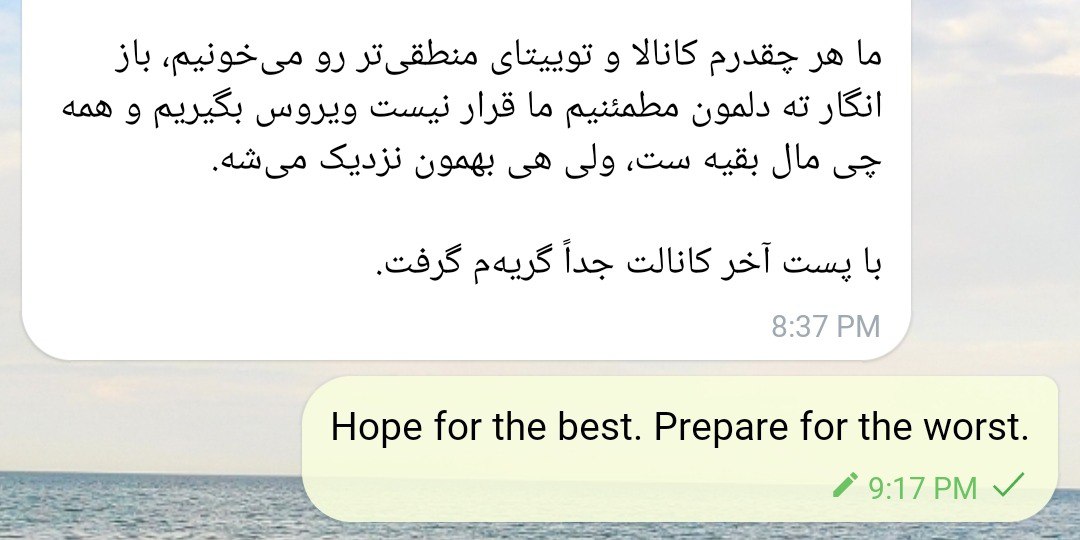 ما هر چقدرم کانالا و توییتای منطقی‌تر رو می‌خونیم، باز
انگار ته دلمون مطمئنیم ما قرار نیست ویروس بگیریم و همه
چی مال بقیه ست، ولی هی بهمون نزدیک می‌شه.
با پست آخر کانالت جداً گریه‌م گرفت.
8:37 PM
Hope for the best. Prepare for the worst.
9:17 PM